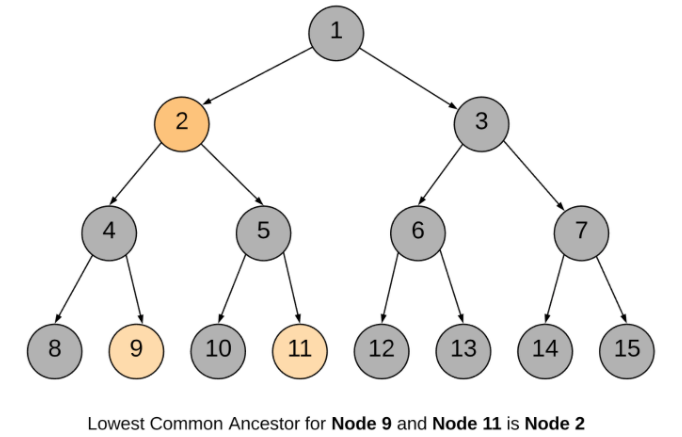 1
2 3
4 5 6 7
8 9 10 11 12 13 14 15
Lowest Common Ancestor for Node 9 and Node 11 is Node 2